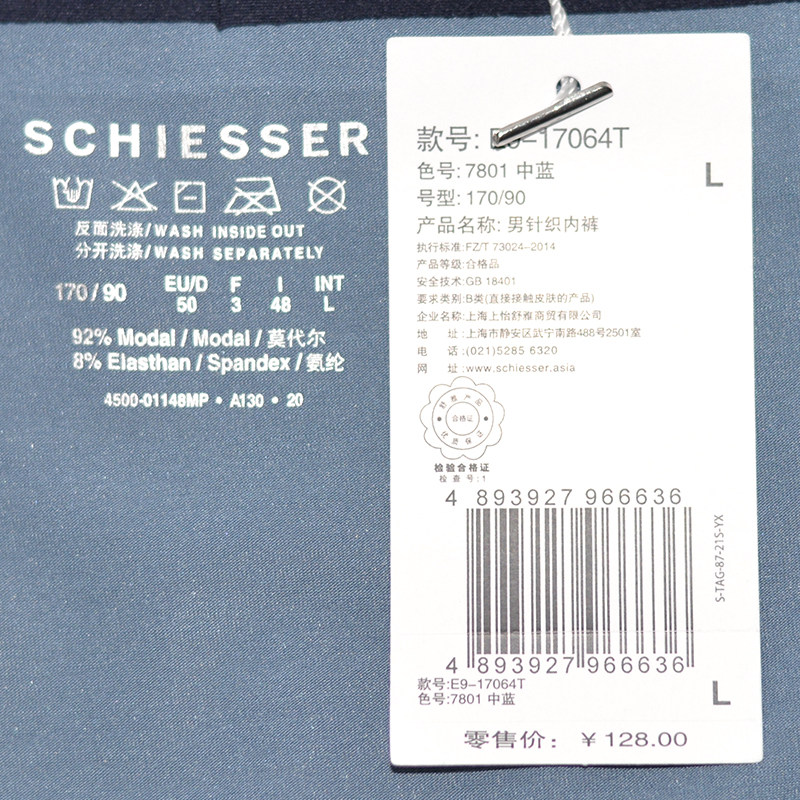 SCHIESSER
反面洗涤/WASH INSIDE OUT
分开洗涤/WASH SEPARATELY
170/90
EU/D F I INT
50 3 48 L
92% Modal / Modal / 莫代尔
8% Elasthan / Spandex / 氨纶
4500-01148MP • A130 • 20
款号: E9-17064T
色号: 7801 中蓝
L
号型: 170/90
产品名称: 男针织内裤
执行标准: FZ/T 73024-2014
产品等级: 合格品
安全技术: GB 18401
要求类别: B类(直接接触皮肤的产品)
企业名称: 上海上怡舒雅商贸有限公司
地 址: 上海市静安区武宁南路488号2501室
电 话: (021)5285 6320
网 址: www.schiesser.asia
舒雅产品
合格证
优质保证
检验合格证
检查号: 1
4 893927 966636
S-TAG-87-21S-YX
4 893927 966636
款号: E9-17064T
色号: 7801 中蓝
L
零售价: ¥128.00